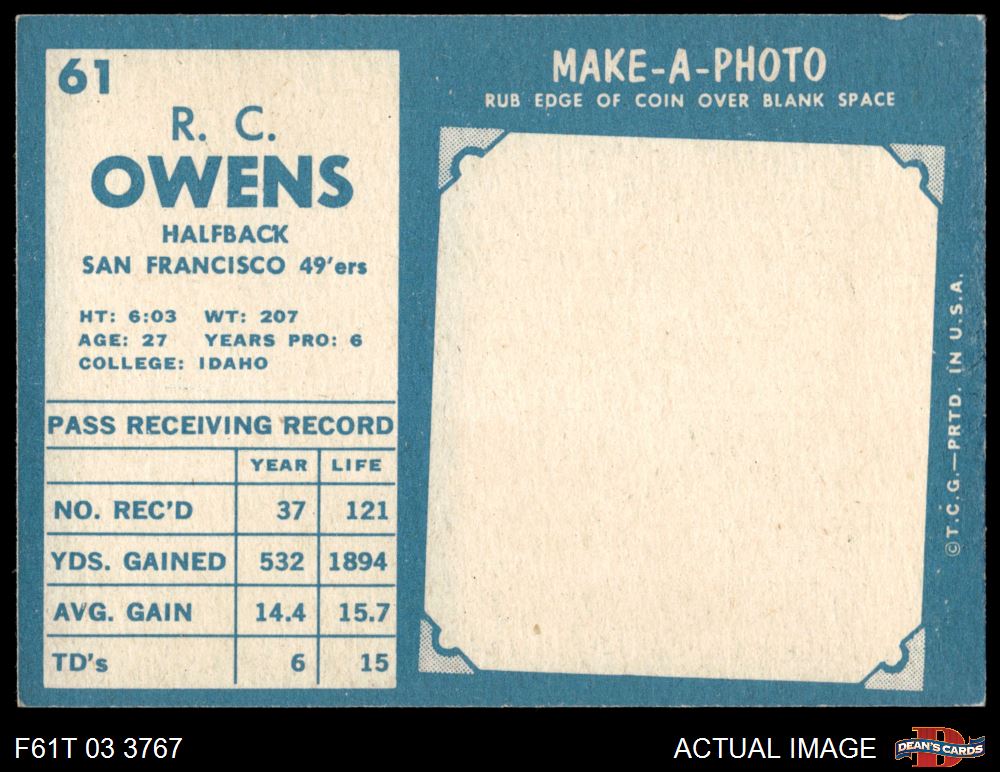 61
R. C.
OWENS
HALFBACK
SAN FRANCISCO 49'ers
HT: 6:03 WT: 207
AGE: 27 YEARS PRO: 6
COLLEGE: IDAHO
PASS RECEIVING RECORD
YEAR LIFE
NO. REC'D 37 121
YDS. GAINED 532 1894
AVG. GAIN 14.4 15.7
TD's 6 15
MAKE-A-PHOTO
RUB EDGE OF COIN OVER BLANK SPACE
© T.C.G.—PRTD. IN U.S.A.
F61T 03 3767
ACTUAL IMAGE
DEAN'S CARDS